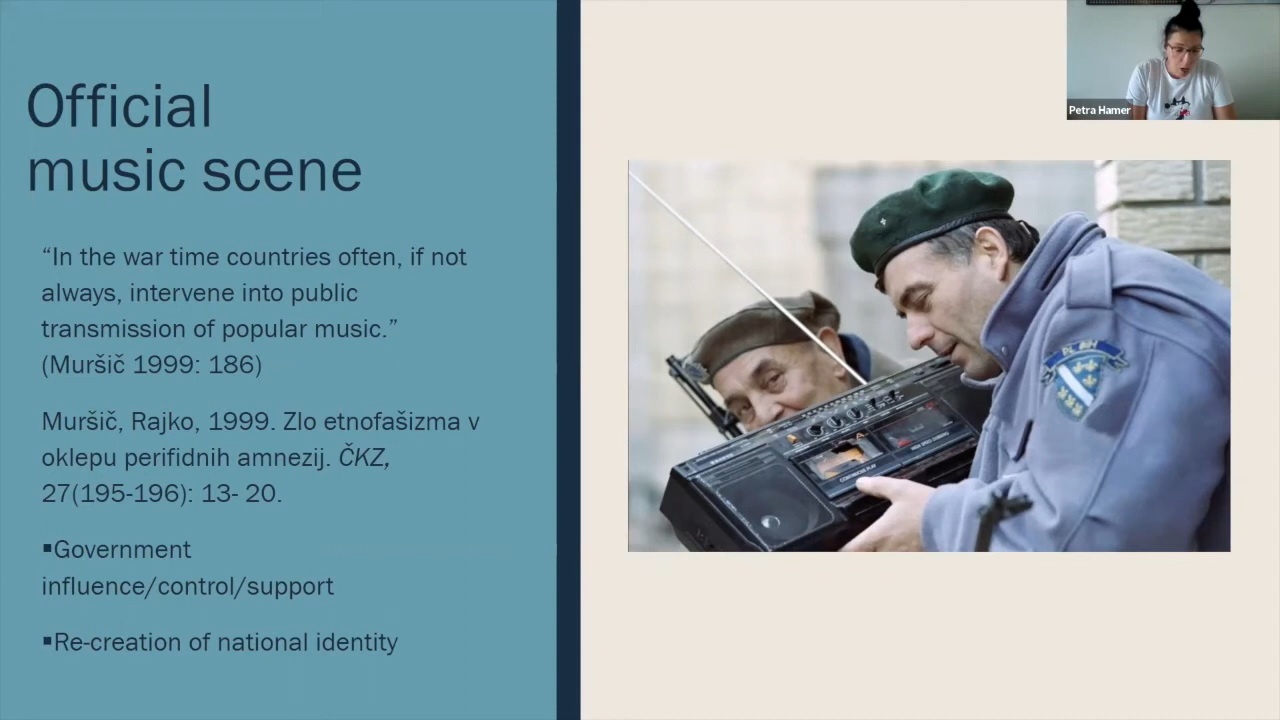 Official
music scene
“In the war time countries often, if not
always, intervene into public
transmission of popular music.”
(Muršič 1999: 186)
Muršič, Rajko, 1999. Zlo etnofašizma v
oklepu perifidnih amnezij. ČKZ,
27(195-196): 13- 20.
▪Government
influence/control/support
▪Re-creation of national identity
Petra Hamer